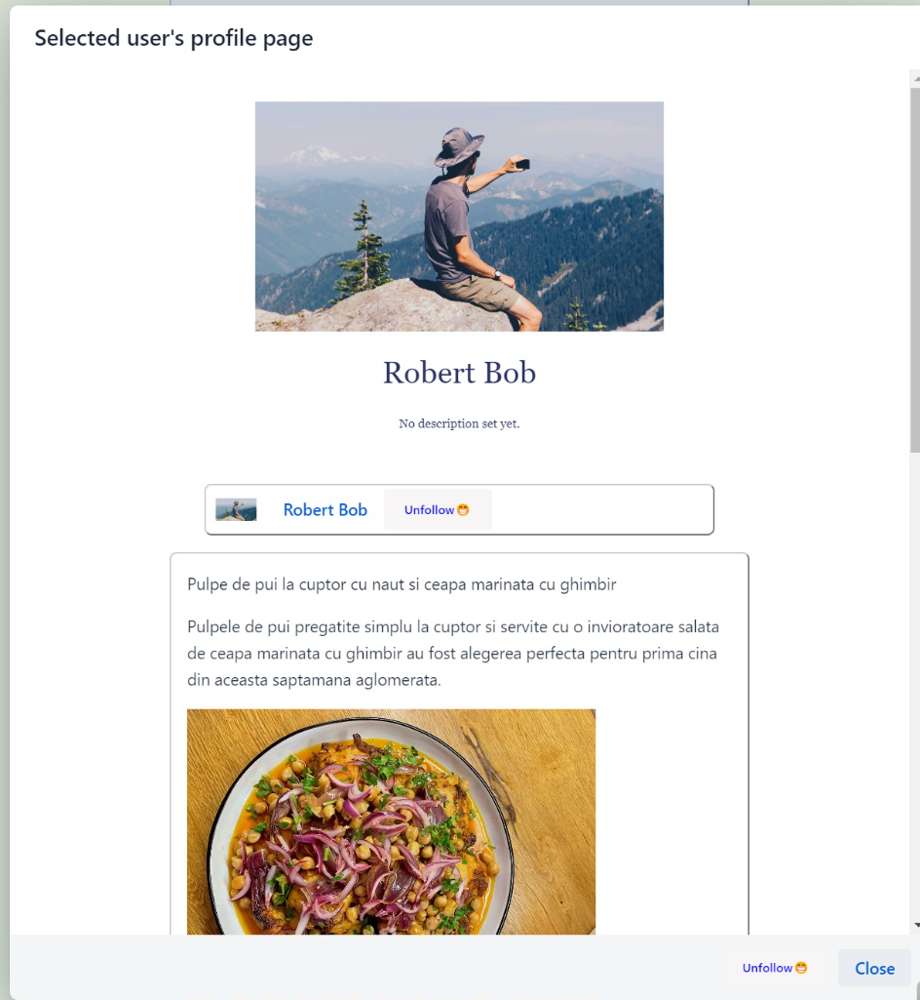 Selected user's profile page
Robert Bob
No description set yet.
Robert Bob
Unfollow😁
Pulpe de pui la cuptor cu naut si ceapa marinata cu ghimbir
Pulpele de pui pregatite simplu la cuptor si servite cu o invioratoare salata
de ceapa marinata cu ghimbir au fost alegerea perfecta pentru prima cina
din aceasta saptamana aglomerata.
Unfollow😁
Close